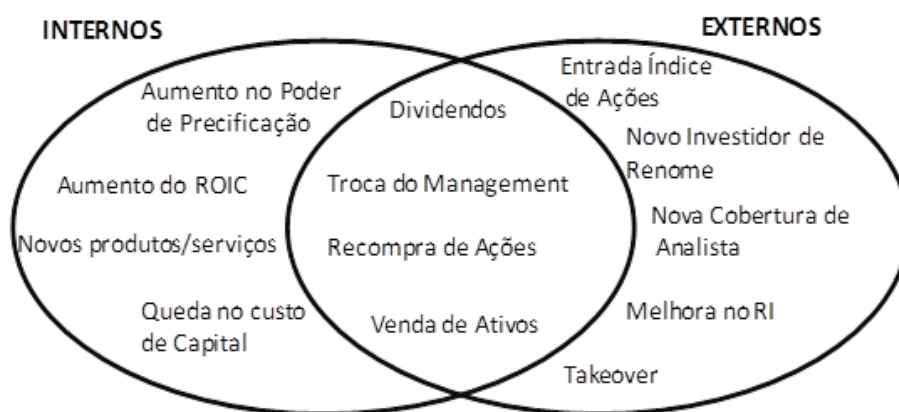 INTERNOS
EXTERNOS
Aumento no Poder
de Precificação
Aumento do ROIC
Novos produtos/serviços
Queda no custo
de Capital
Dividendos
Troca do Management
Recompra de Ações
Venda de Ativos
Entrada Índice
de Ações
Novo Investidor de
Renome
Nova Cobertura de
Analista
Melhora no RI
Takeover